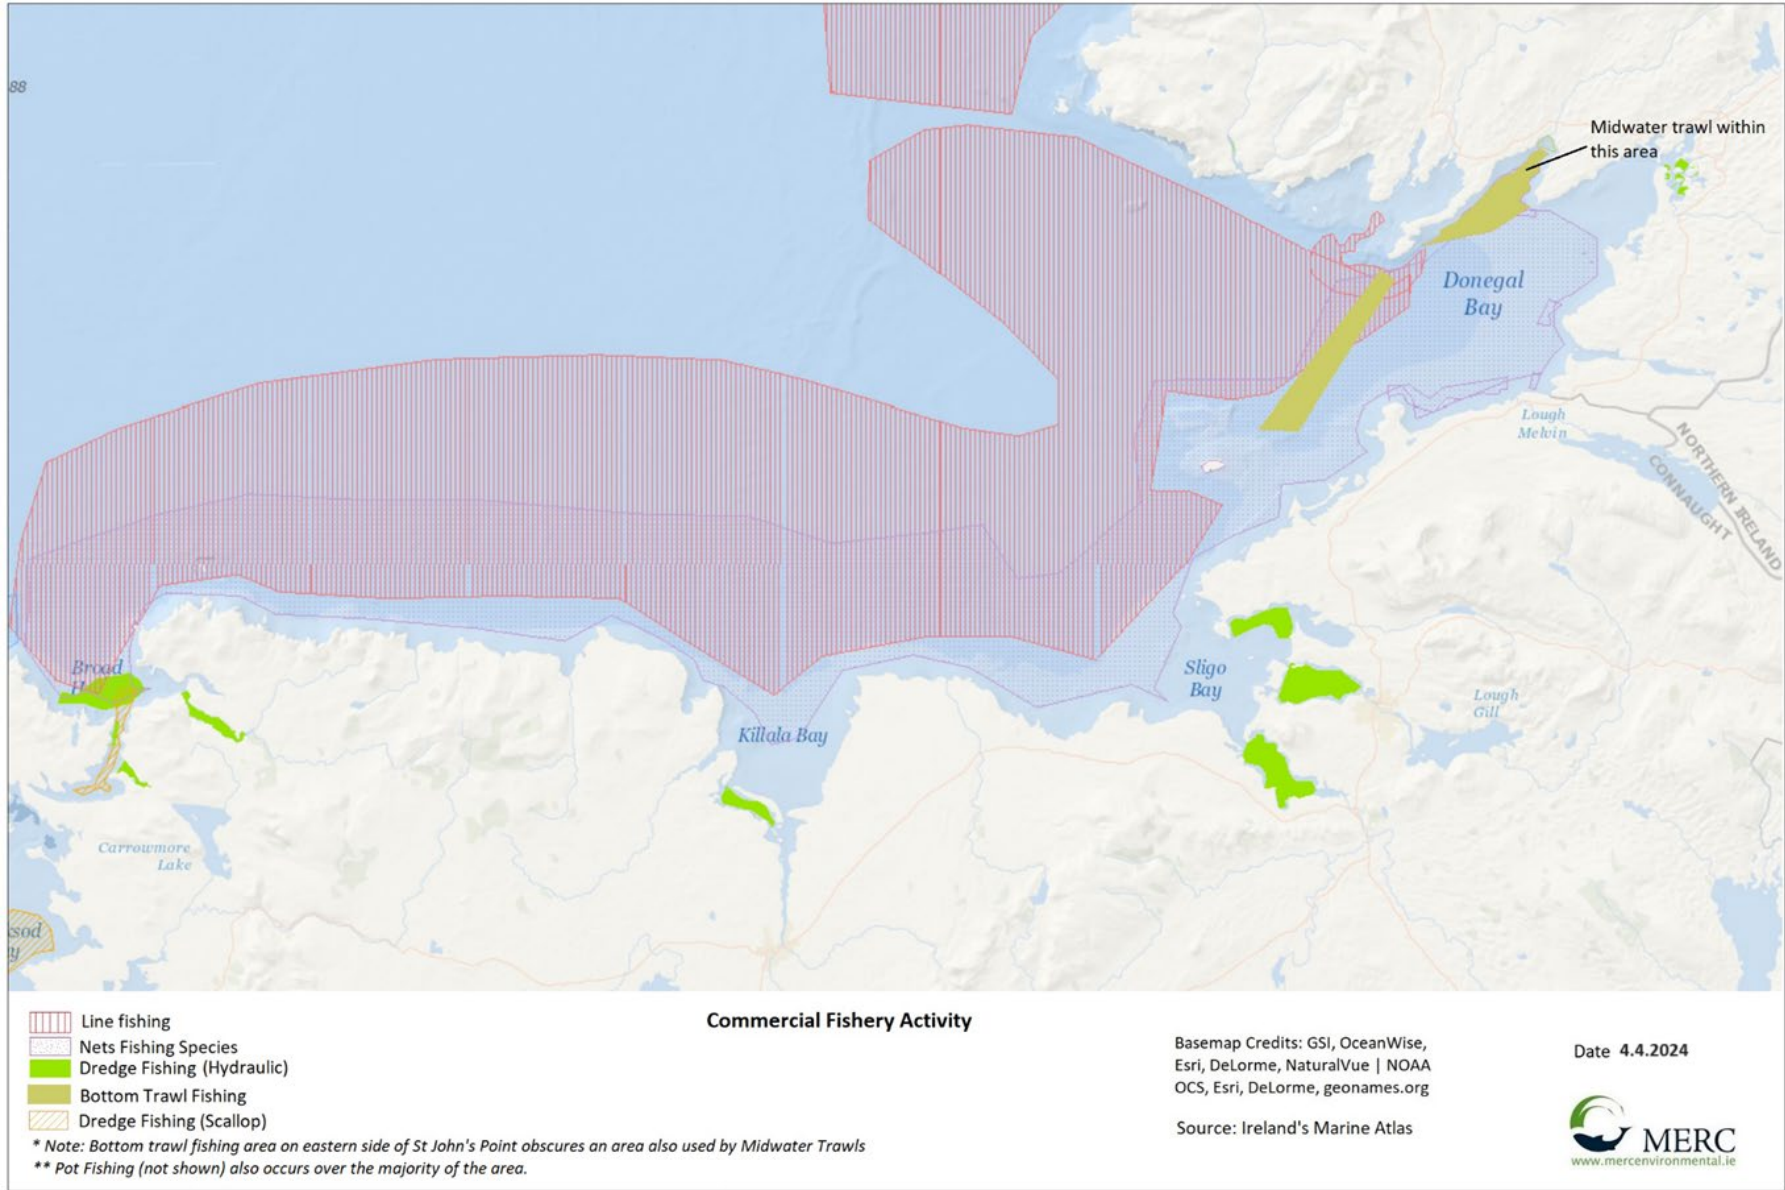 88
Midwater trawl within
this area
Donegal
Bay
Lough
Melvin
NORTHERN IRELAND
CONNAUGHT
Broad
Sligo
Bay
Lough
Gill
Killala Bay
Carrowmore
Lake
csod
y
Line fishing
Nets Fishing Species
Dredge Fishing (Hydraulic)
Bottom Trawl Fishing
Dredge Fishing (Scallop)
* Note: Bottom trawl fishing area on eastern side of St John's Point obscures an area also used by Midwater Trawls
** Pot Fishing (not shown) also occurs over the majority of the area.
Commercial Fishery Activity
Basemap Credits: GSI, OceanWise,
Esri, DeLorme, NaturalVue | NOAA
OCS, Esri, DeLorme, geonames.org
Source: Ireland's Marine Atlas
Date 4.4.2024
MERC
www.mercenvironmental.ie